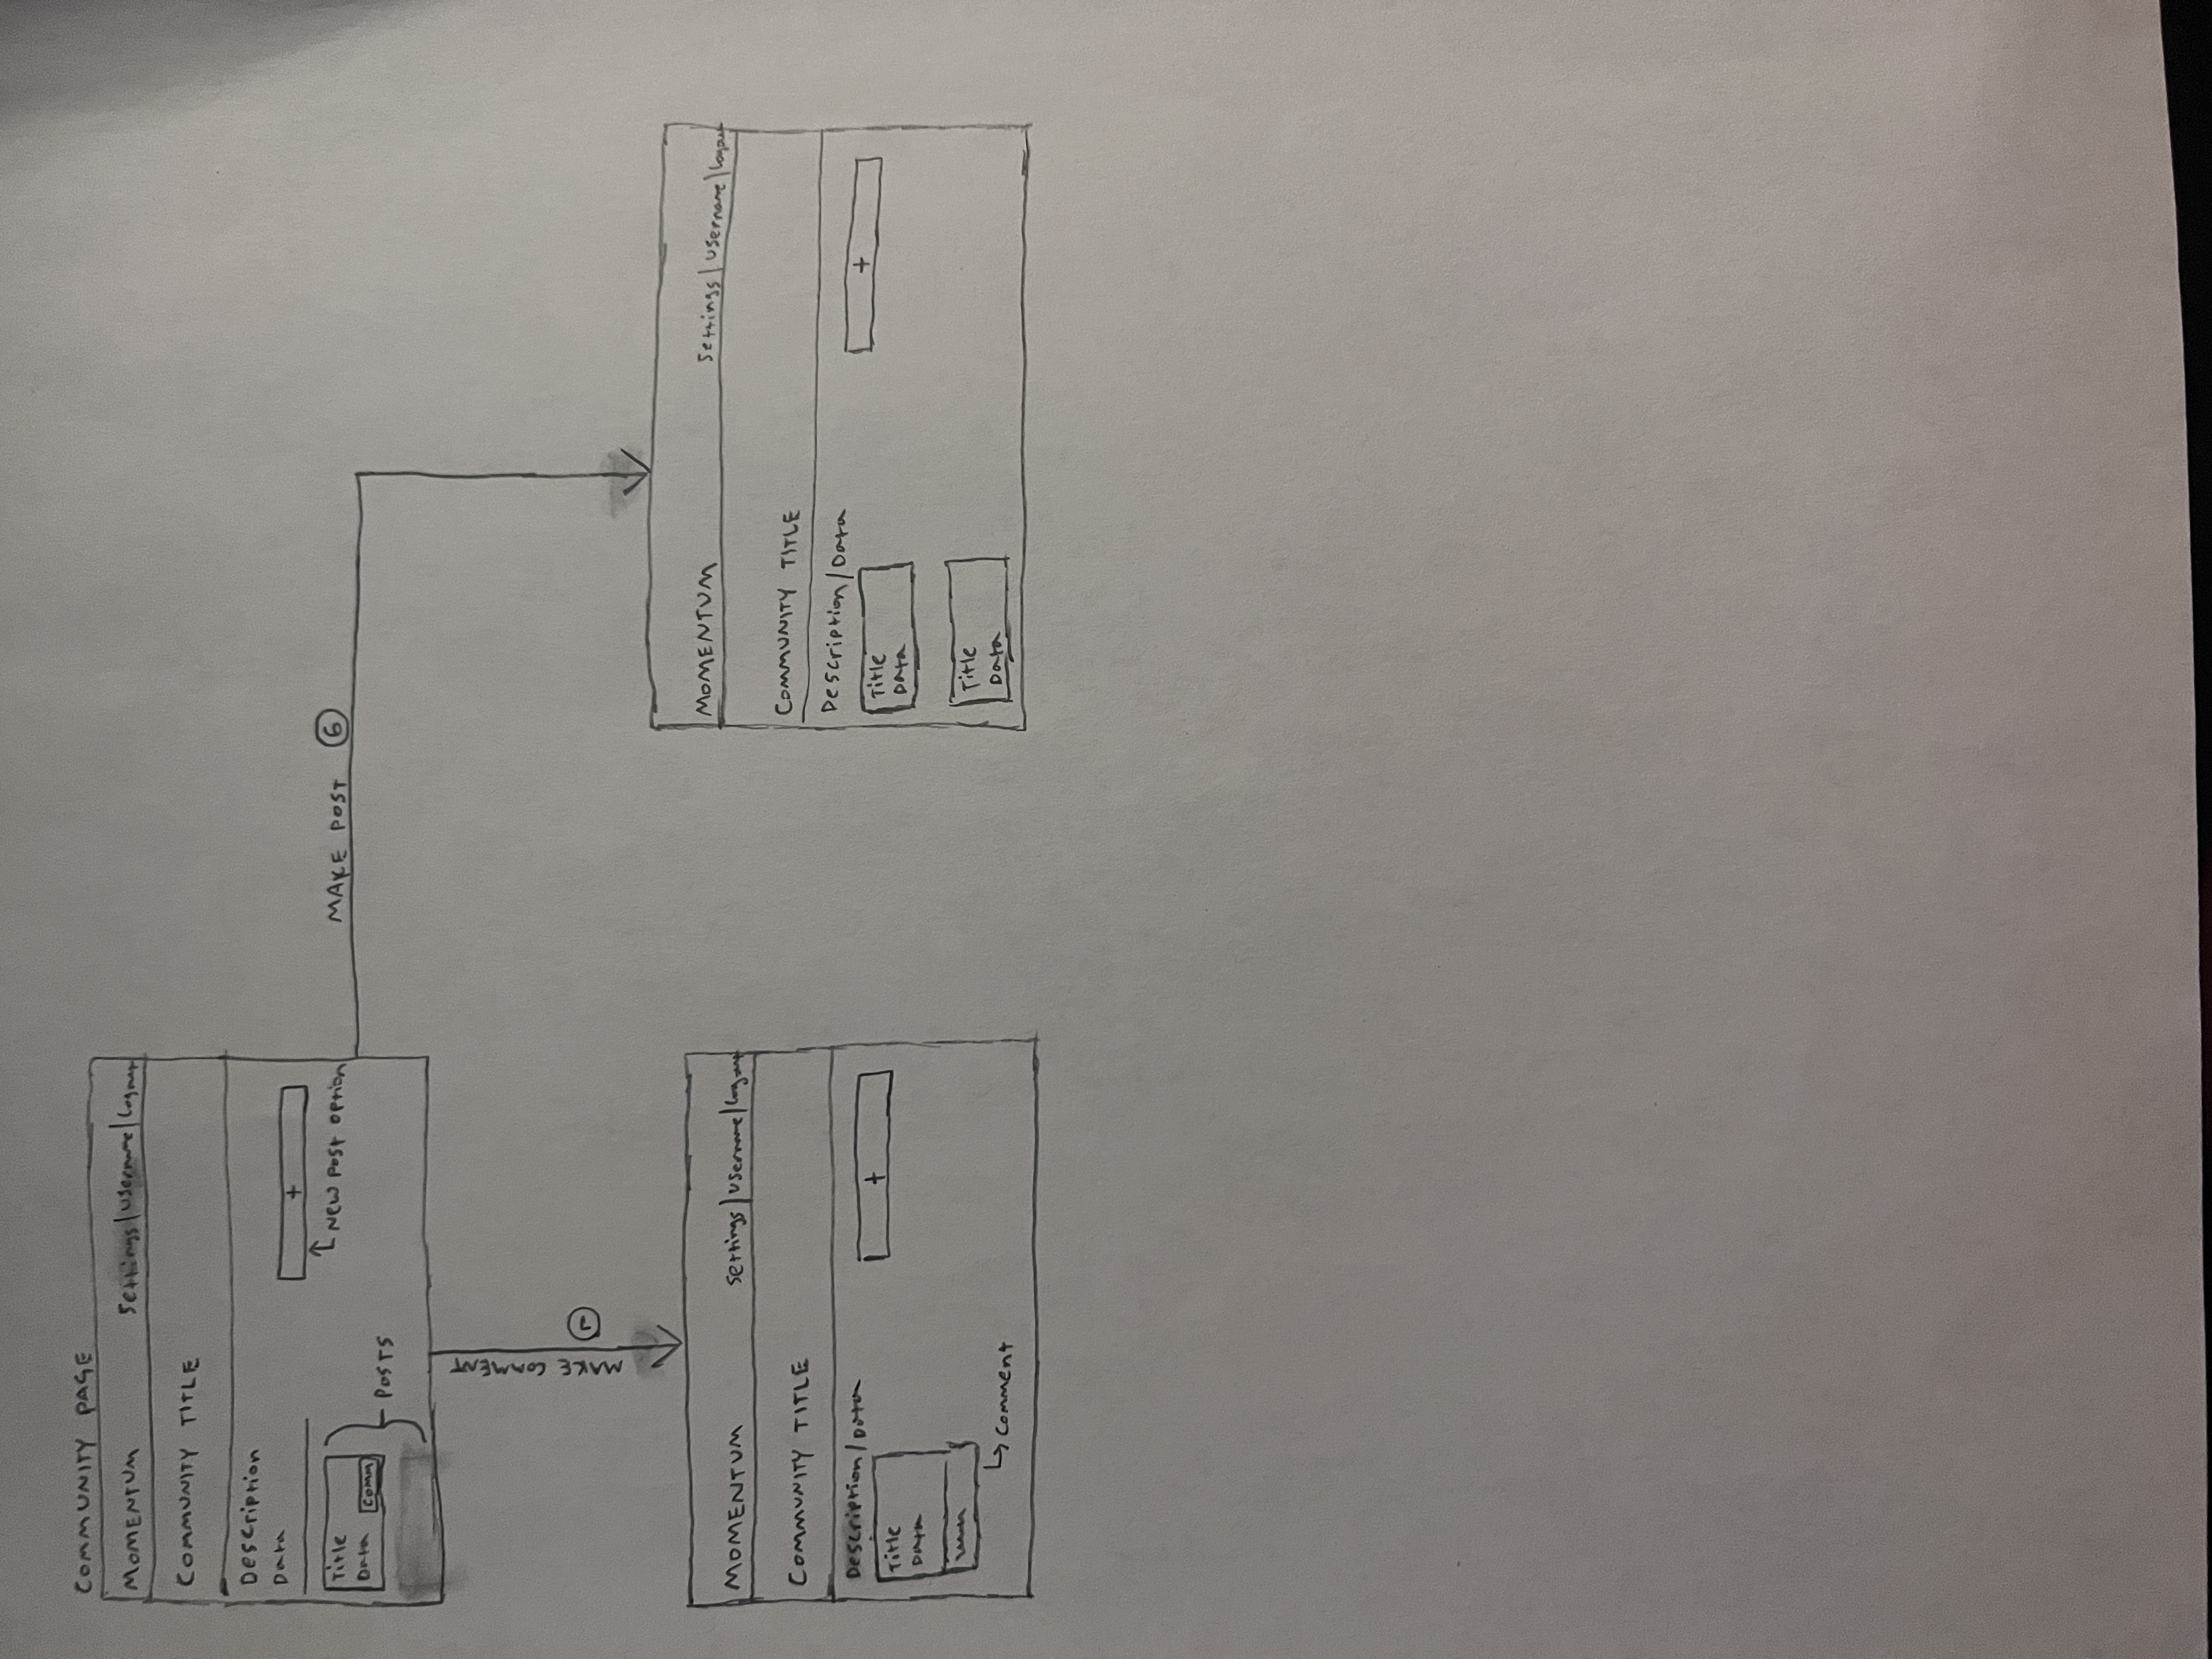 COMMUNITY PAGE
MOMENTUM Settings | Username | Logout
COMMUNITY TITLE
Description
Data
+
NEW POST OPTION
Title
Data COMM
POSTS
MAKE POST 6
MAKE COMMENT
7
MOMENTUM Settings | Username | Logout
COMMUNITY TITLE
Description/Data
+
Title
Data
Comment
MOMENTUM Settings | Username | Logout
COMMUNITY TITLE
Description/Data
+
Title
Data
Title
Data